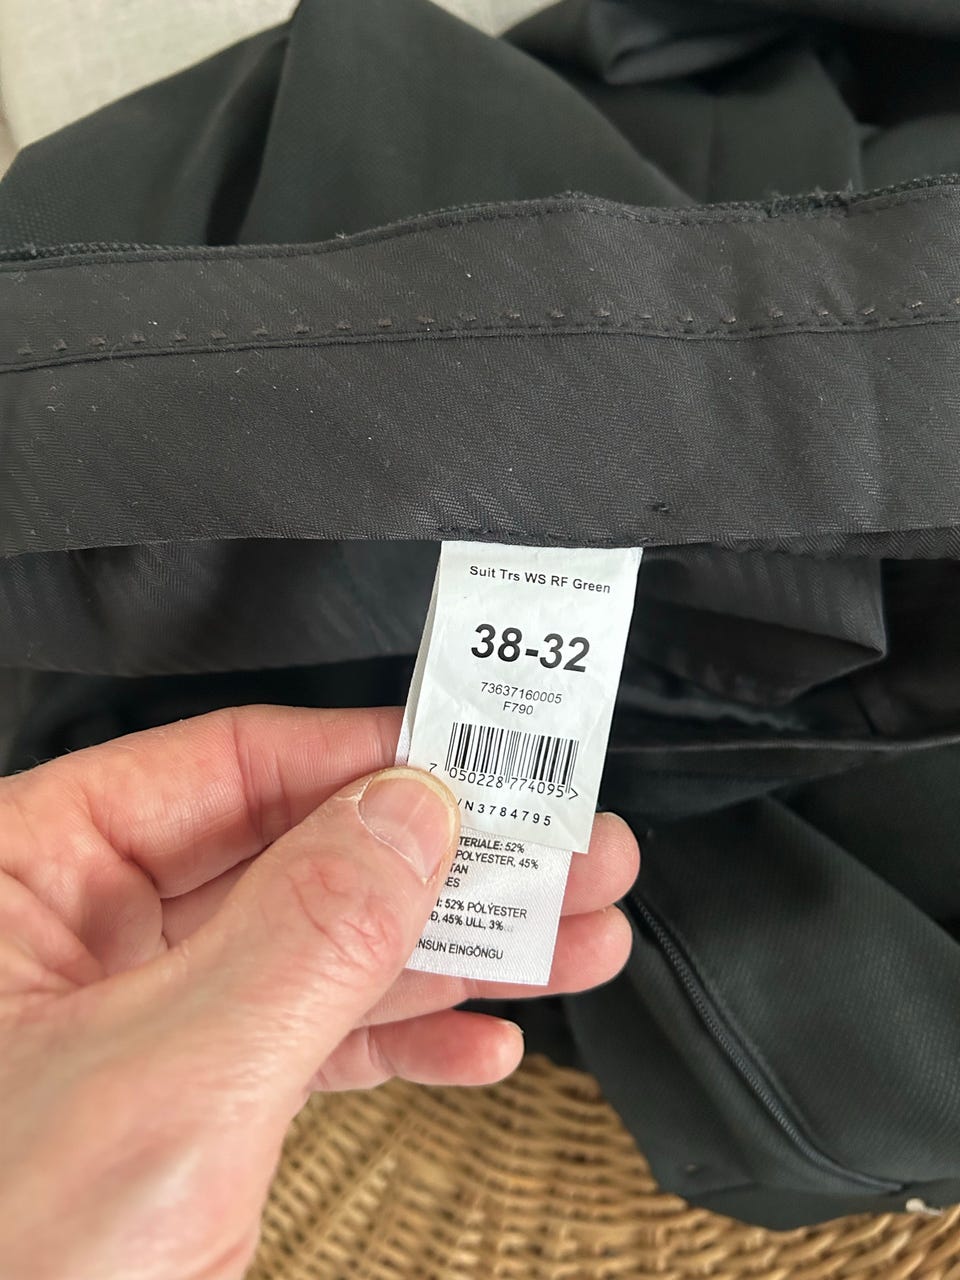 Suit Trs WS RF Green
38-32
73637160005
F790
7 050228 774095 >
/N3784795
TERIALE: 52%
POLYESTER, 45%
TAN
ES
: 52% PÓLÝESTER
Ð, 45% ULL, 3%
NSUN EINGÖNGU